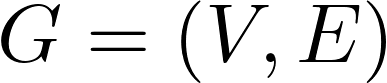 G = (V, E)